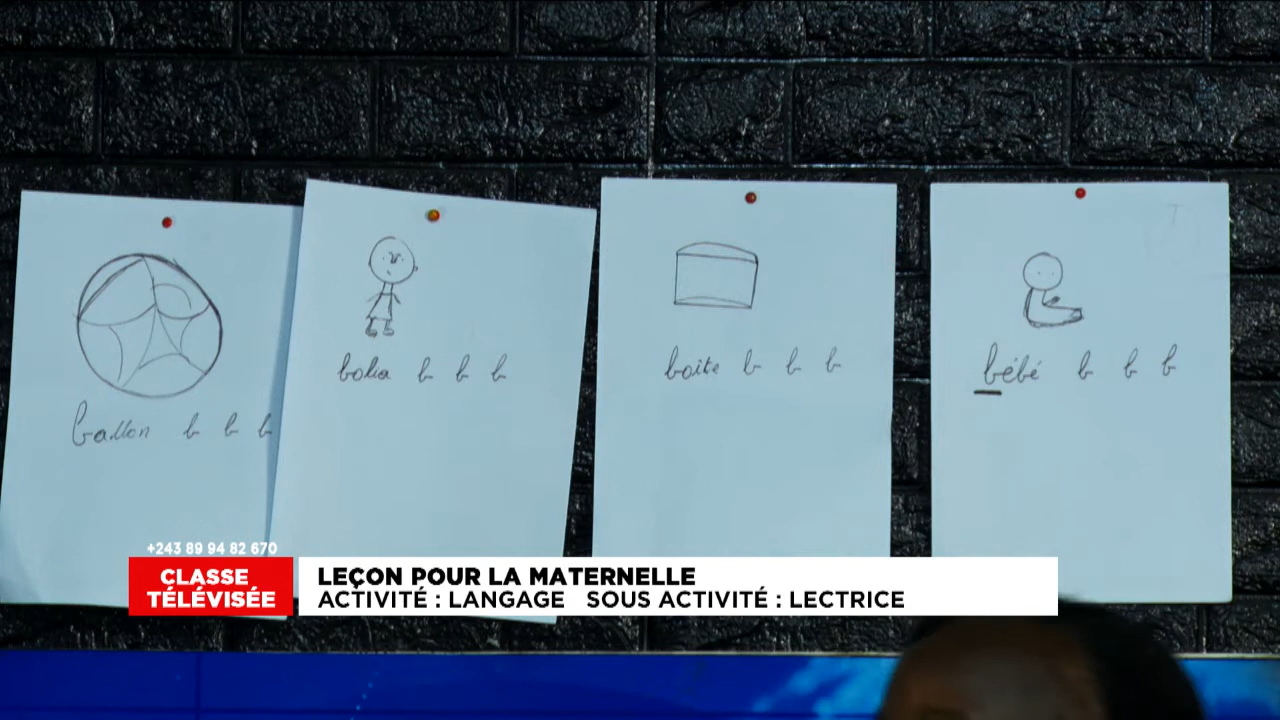 ballon b b b
boba b b b
boite b b b
bébé b b b
+243 89 94 82 670
CLASSE
TÉLÉVISÉE
LEÇON POUR LA MATERNELLE
ACTIVITÉ : LANGAGE SOUS ACTIVITÉ : LECTRICE